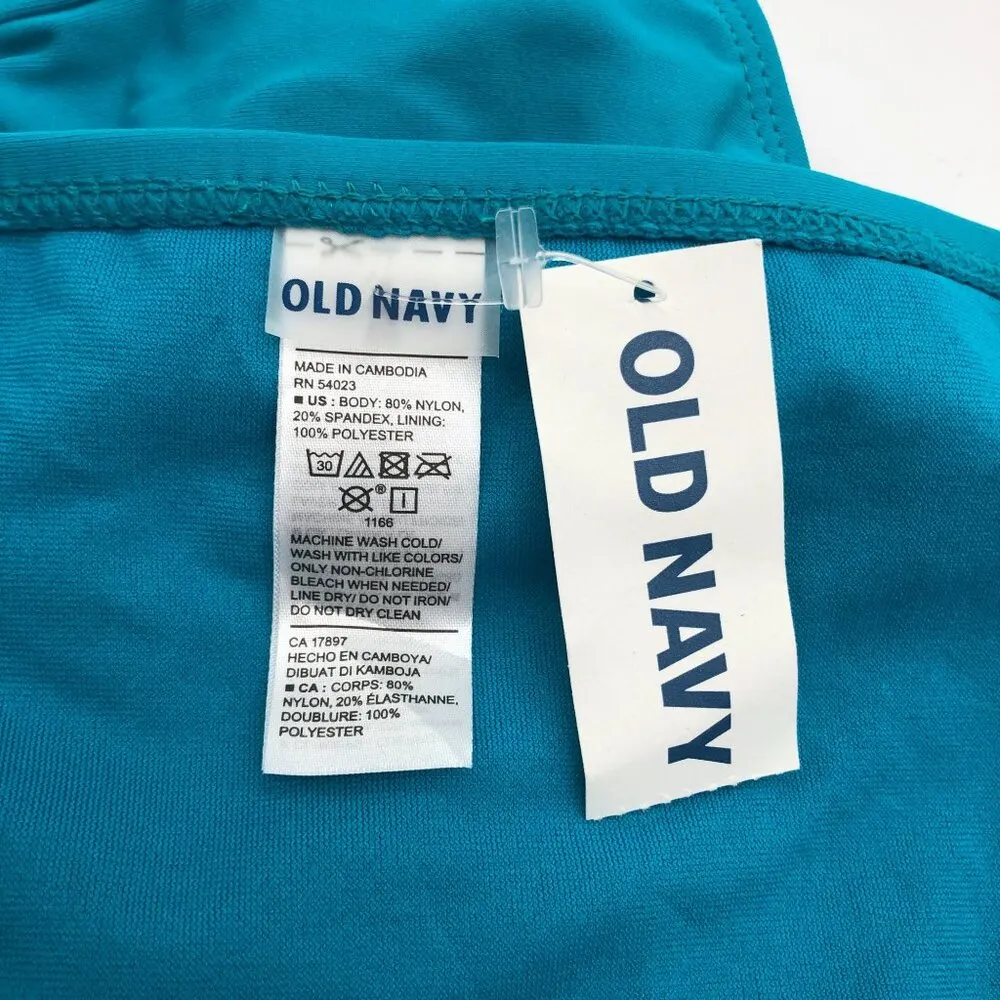 OLD NAVY
MADE IN CAMBODIA
RN 54023
■ US : BODY: 80% NYLON,
20% SPANDEX, LINING:
100% POLYESTER
30
®
1166
MACHINE WASH COLD/
WASH WITH LIKE COLORS/
ONLY NON-CHLORINE
BLEACH WHEN NEEDED/
LINE DRY/ DO NOT IRON/
DO NOT DRY CLEAN
CA 17897
HECHO EN CAMBOYA/
DIBUAT DI KAMBOJA
■ CA : CORPS: 80%
NYLON, 20% ÉLASTHANNE,
DOUBLURE: 100%
POLYESTER
OLD NAVY